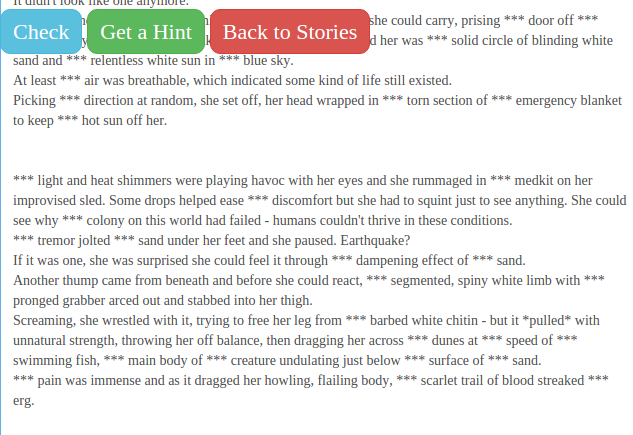 It didn't look like one anymore.
she could carry, prising *** door off ***
Check Get a Hint Back to Stories
her was *** solid circle of blinding white
sand and *** relentless white sun in *** blue sky.
At least *** air was breathable, which indicated some kind of life still existed.
Picking *** direction at random, she set off, her head wrapped in *** torn section of *** emergency blanket
to keep *** hot sun off her.
*** light and heat shimmers were playing havoc with her eyes and she rummaged in *** medkit on her
improvised sled. Some drops helped ease *** discomfort but she had to squint just to see anything. She could
see why *** colony on this world had failed - humans couldn't thrive in these conditions.
*** tremor jolted *** sand under her feet and she paused. Earthquake?
If it was one, she was surprised she could feel it through *** dampening effect of *** sand.
Another thump came from beneath and before she could react, *** segmented, spiny white limb with ***
pronged grabber arced out and stabbed into her thigh.
Screaming, she wrestled with it, trying to free her leg from *** barbed white chitin - but it *pulled* with
unnatural strength, throwing her off balance, then dragging her across *** dunes at *** speed of ***
swimming fish, *** main body of *** creature undulating just below *** surface of *** sand.
*** pain was immense and as it dragged her howling, flailing body, *** scarlet trail of blood streaked ***
erg.